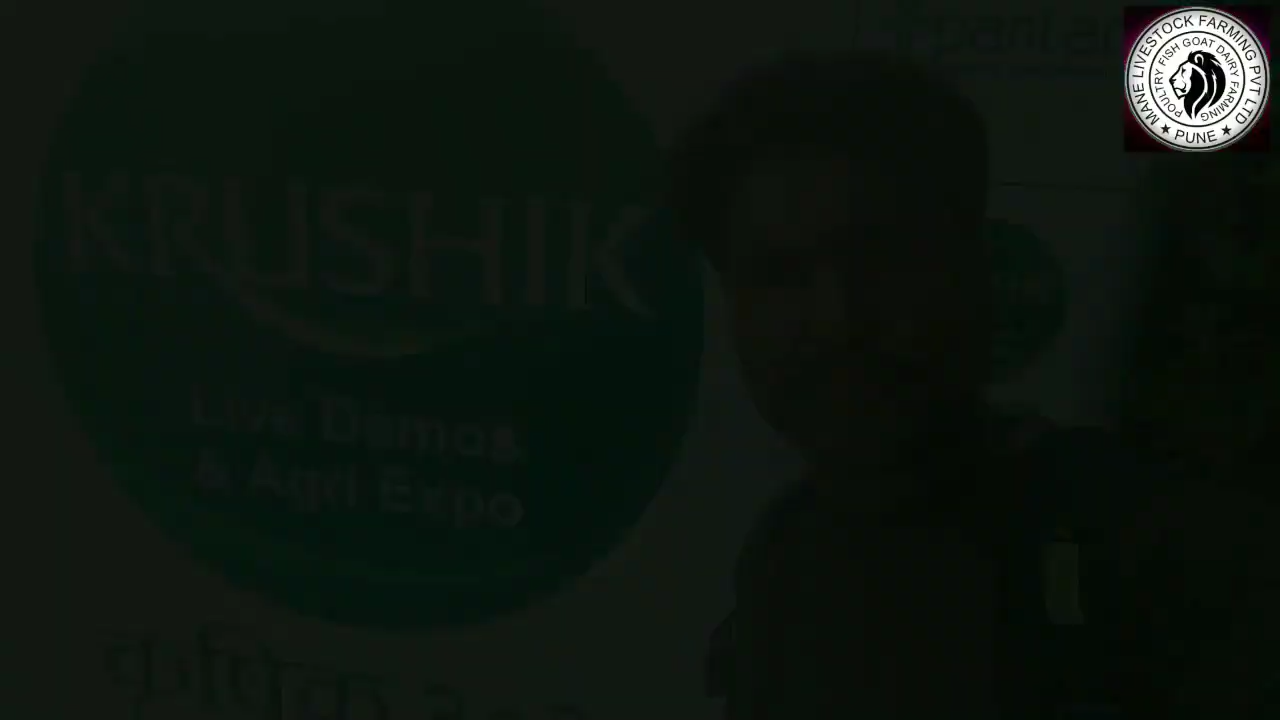 KRUSHIK
Live Demos
& Agri Expo
कृषिक
MANE LIVESTOCK FARMING PVT LTD
POULTRY FISH GOAT DAIRY FARMING
★ PUNE ★